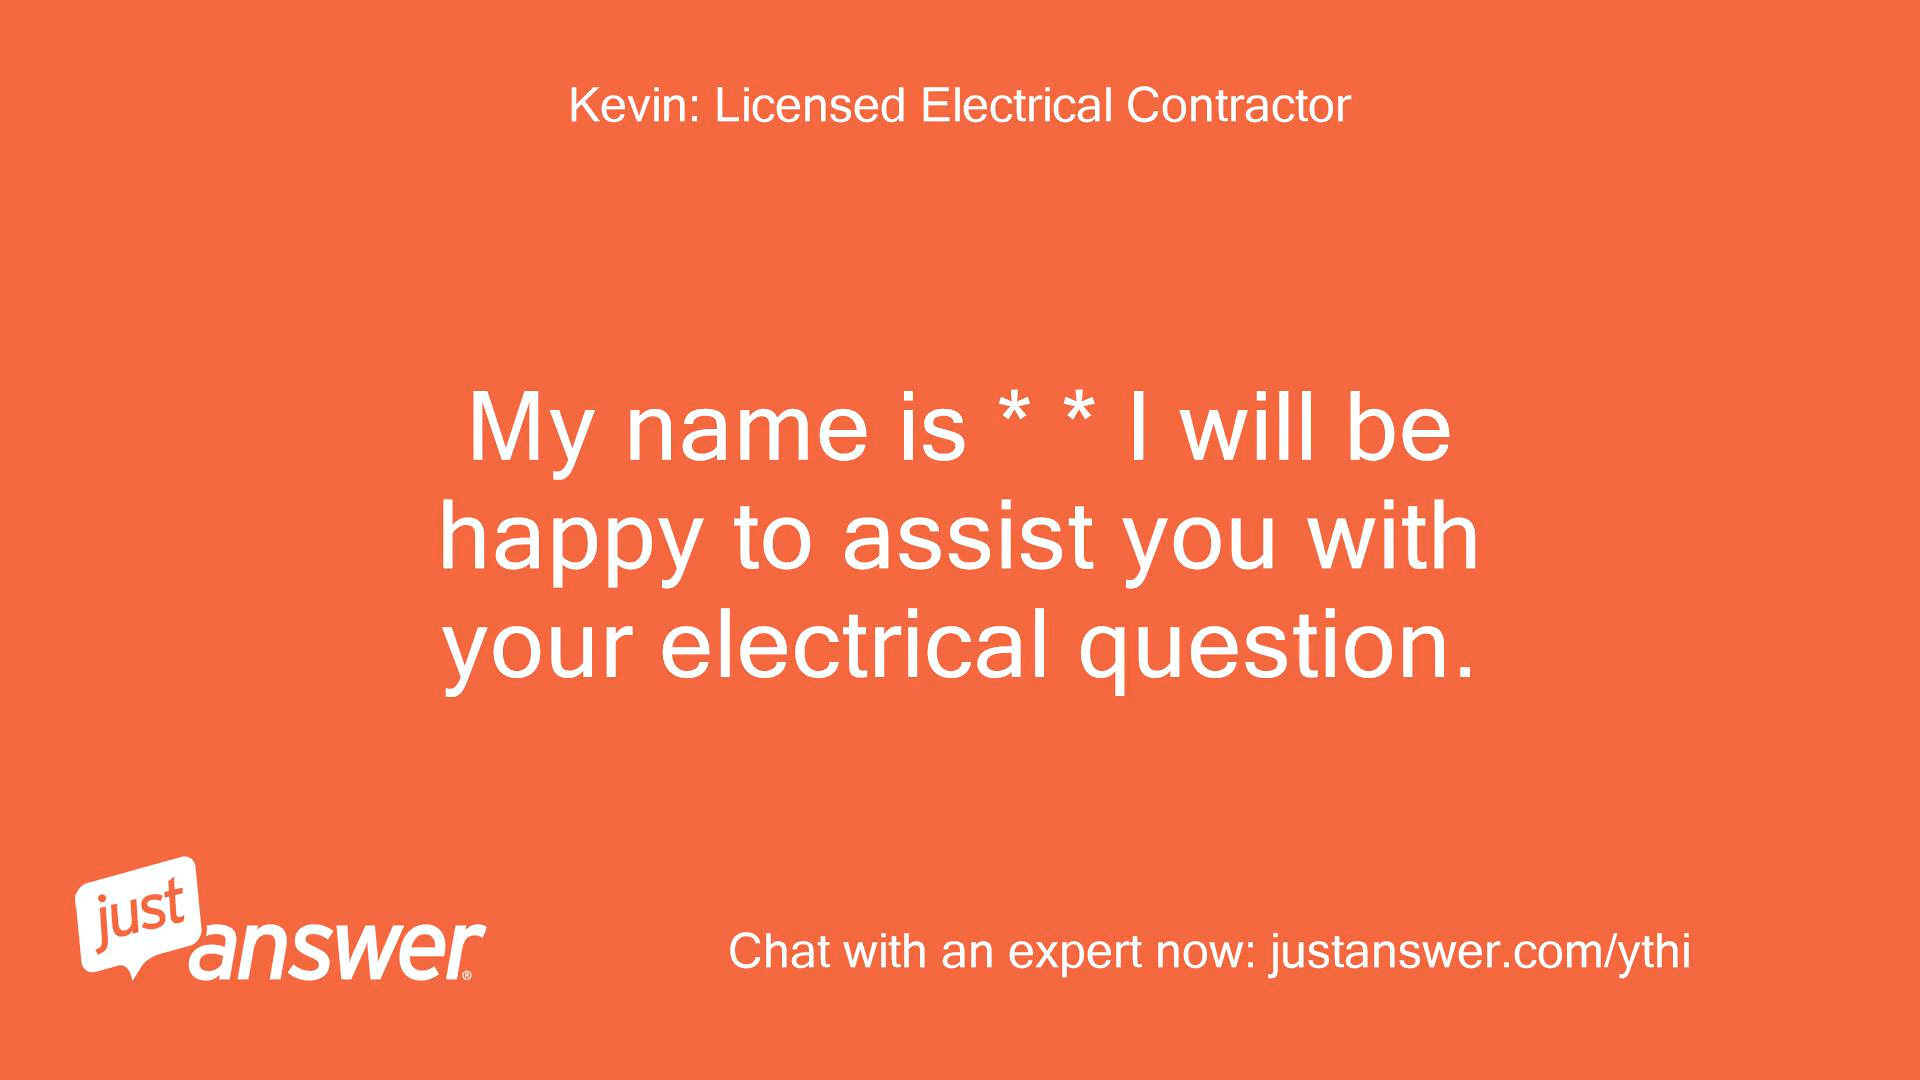 Kevin: Licensed Electrical Contractor
My name is * * I will be
happy to assist you with
your electrical question.
just
answer®
Chat with an expert now: justanswer.com/ythi